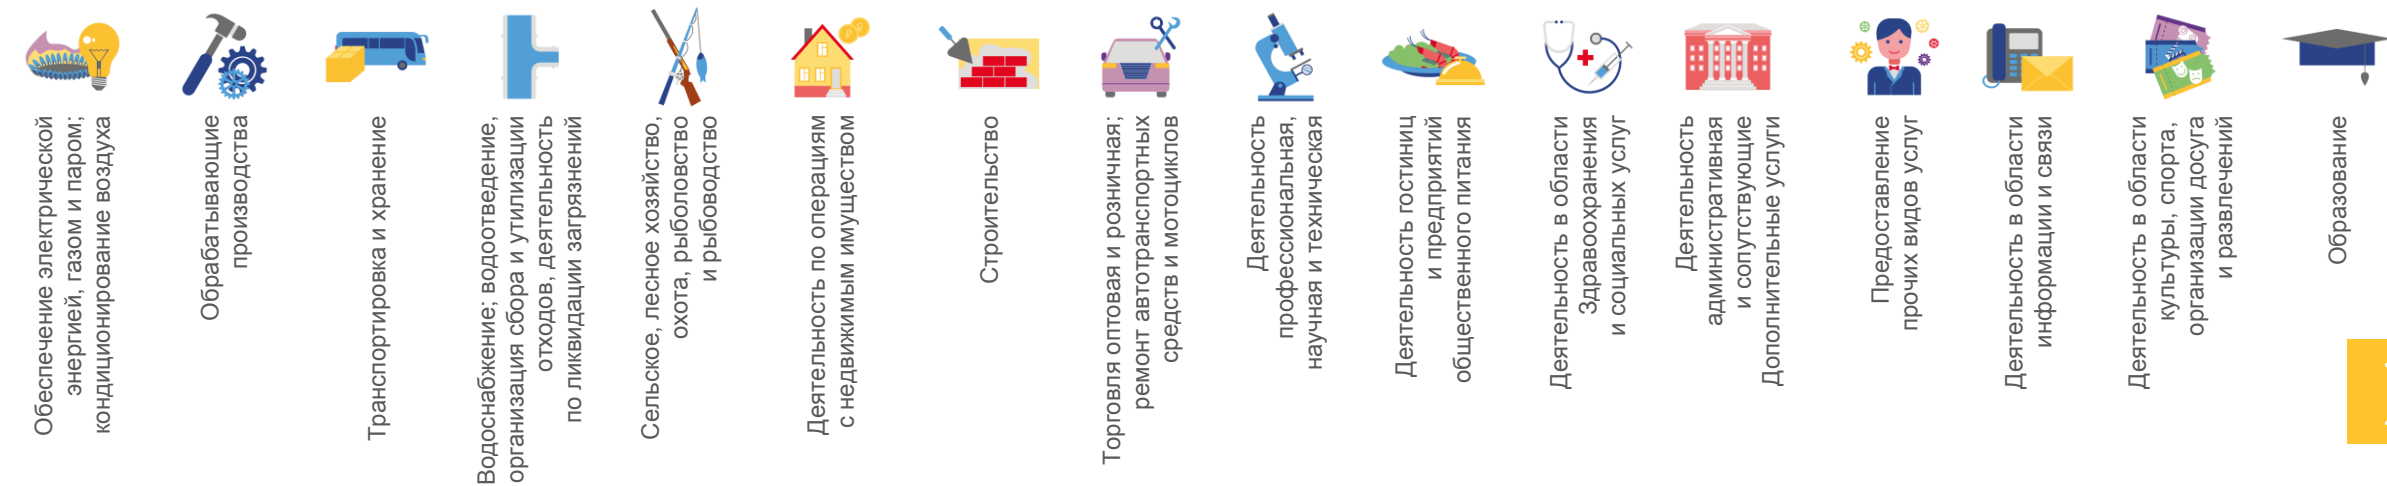 Обеспечение электрической
энергией, газом и паром;
кондиционирование воздуха
Обрабатывающие
производства
Транспортировка и хранение
Водоснабжение; водоотведение,
организация сбора и утилизации
отходов, деятельность
по ликвидации загрязнений
Сельское, лесное хозяйство,
охота, рыболовство
и рыбоводство
Деятельность по операциям
с недвижимым имуществом
Строительство
Торговля оптовая и розничная;
ремонт автотранспортных
средств и мотоциклов
Деятельность
профессиональная,
научная и техническая
Деятельность гостиниц
и предприятий
общественного питания
Деятельность в области
Здравоохранения
и социальных услуг
Деятельность
административная
и сопутствующие
Дополнительные услуги
Предоставление
прочих видов услуг
Деятельность в области
информации и связи
Деятельность в области
культуры, спорта,
организации досуга
и развлечений
Образование